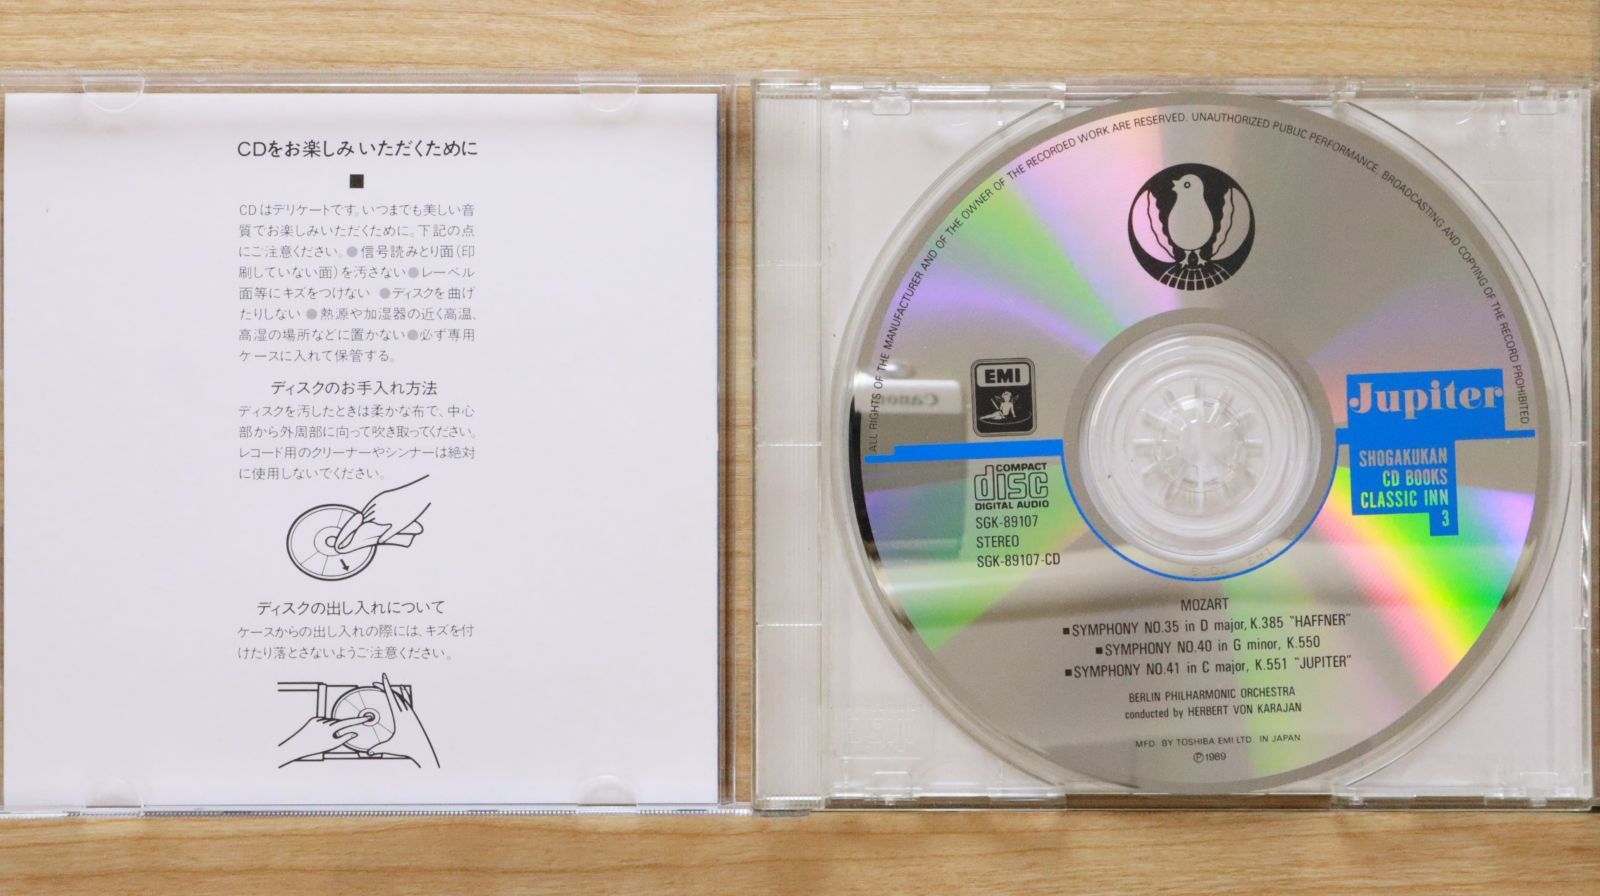 CDをお楽しみいただくために
■
CDはデリケートです。いつまでも美しい音
質でお楽しみいただくために。下記の点
にご注意ください。●信号読みとり面(印
刷していない面)を汚さない●レーベル
面等にキズをつけない ●ディスクを曲げ
たりしない ●熱源や加湿器の近く高温、
高湿の場所などに置かない●必ず専用
ケースに入れて保管する。
ディスクのお手入れ方法
ディスクを汚したときは柔かな布で、中心
部から外周部に向って吹き取ってください。
レコード用のクリーナーやシンナーは絶対
に使用しないでください。
ディスクの出し入れについて
ケースからの出し入れの際には、キズを付
けたり落とさないようご注意ください。
ALL RIGHTS OF THE MANUFACTURER AND OF THE OWNER OF THE RECORDED WORK ARE RESERVED. UNAUTHORIZED PUBLIC PERFORMANCE, BROADCASTING AND COPYING OF THE RECORD PROHIBITED
EMI
Canon
Jupiter
SHOGAKUKAN
CD BOOKS
CLASSIC INN
3
COMPACT
disc
DIGITAL AUDIO
SGK-89107
STEREO
SGK-89107-CD
MOZART
■SYMPHONY NO.35 in D major, K.385 "HAFFNER"
■SYMPHONY NO.40 in G minor, K.550
■SYMPHONY NO.41 in C major, K.551 "JUPITER"
BERLIN PHILHARMONIC ORCHESTRA
conducted by HERBERT VON KARAJAN
MFD. BY TOSHIBA EMI LTD. IN JAPAN
Ⓟ1989